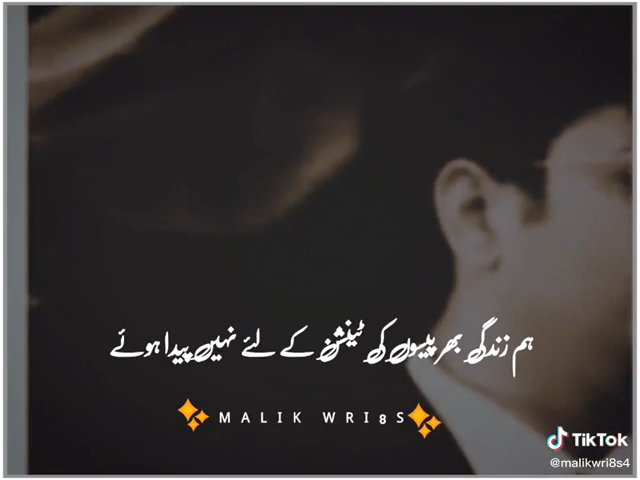 ہم زندگی بھر پیسوں کی ٹینشن کے لئے نہیں پیدا ہوئے
✨ MALIK WRI8S ✨
TikTok
@malikwri8s4